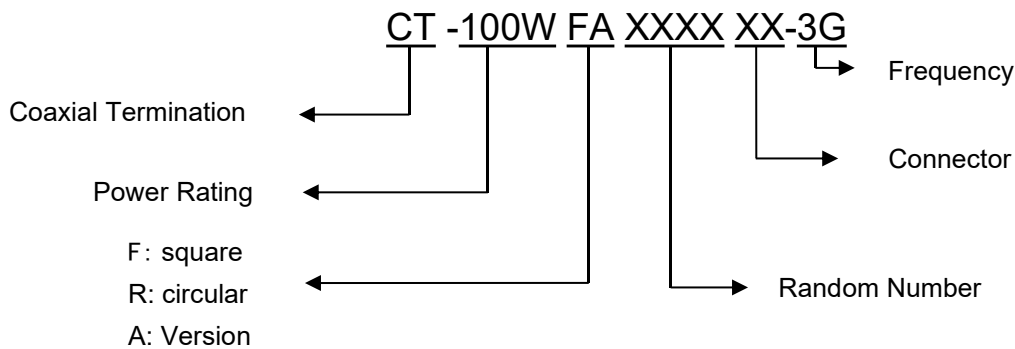 CT -100W FA XXXX XX-3G
Frequency
Coaxial Termination
Connector
Power Rating
F: square
R: circular
Random Number
A: Version